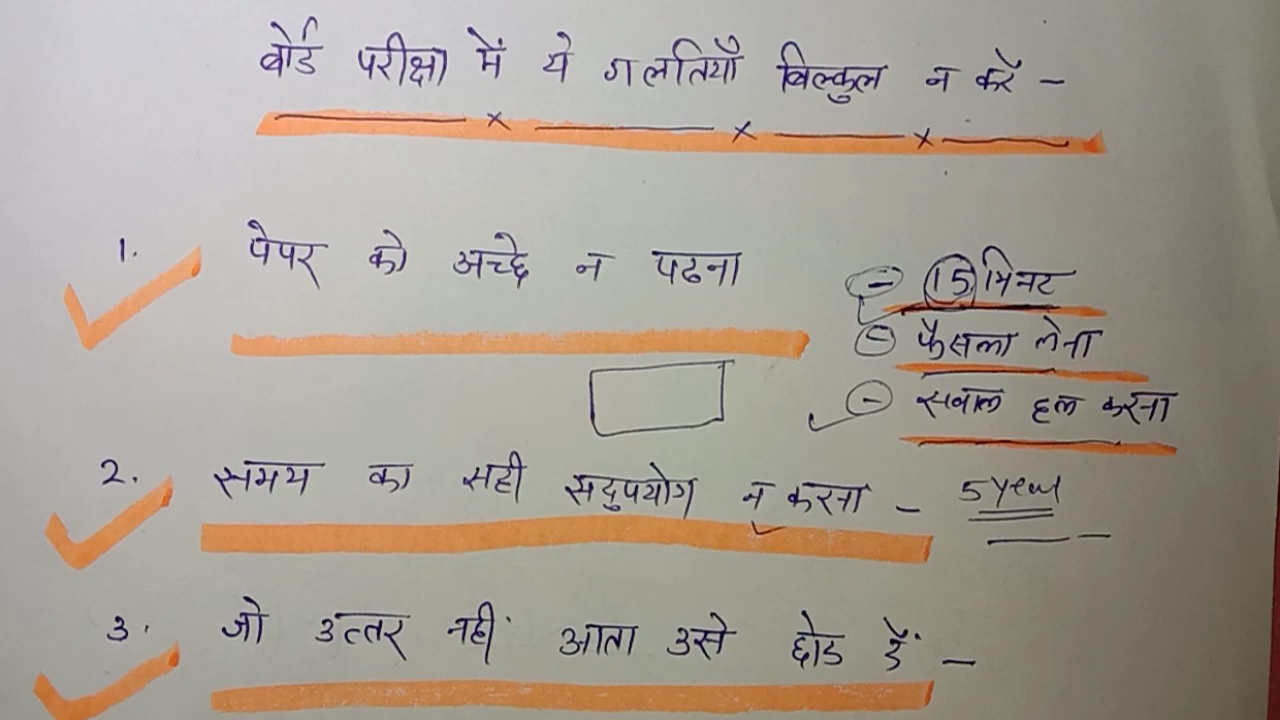 बोर्ड परीक्षा में ये गलतियाँ बिल्कुल न करें -
1. पेपर को अच्छे न पढना
- 15 मिनट
- फैसला लेना
- सवाल हल करना
2. समय का सही सदुपयोग न करना - 5 year
3. जो उत्तर नहीं आता उसे छोड दें -